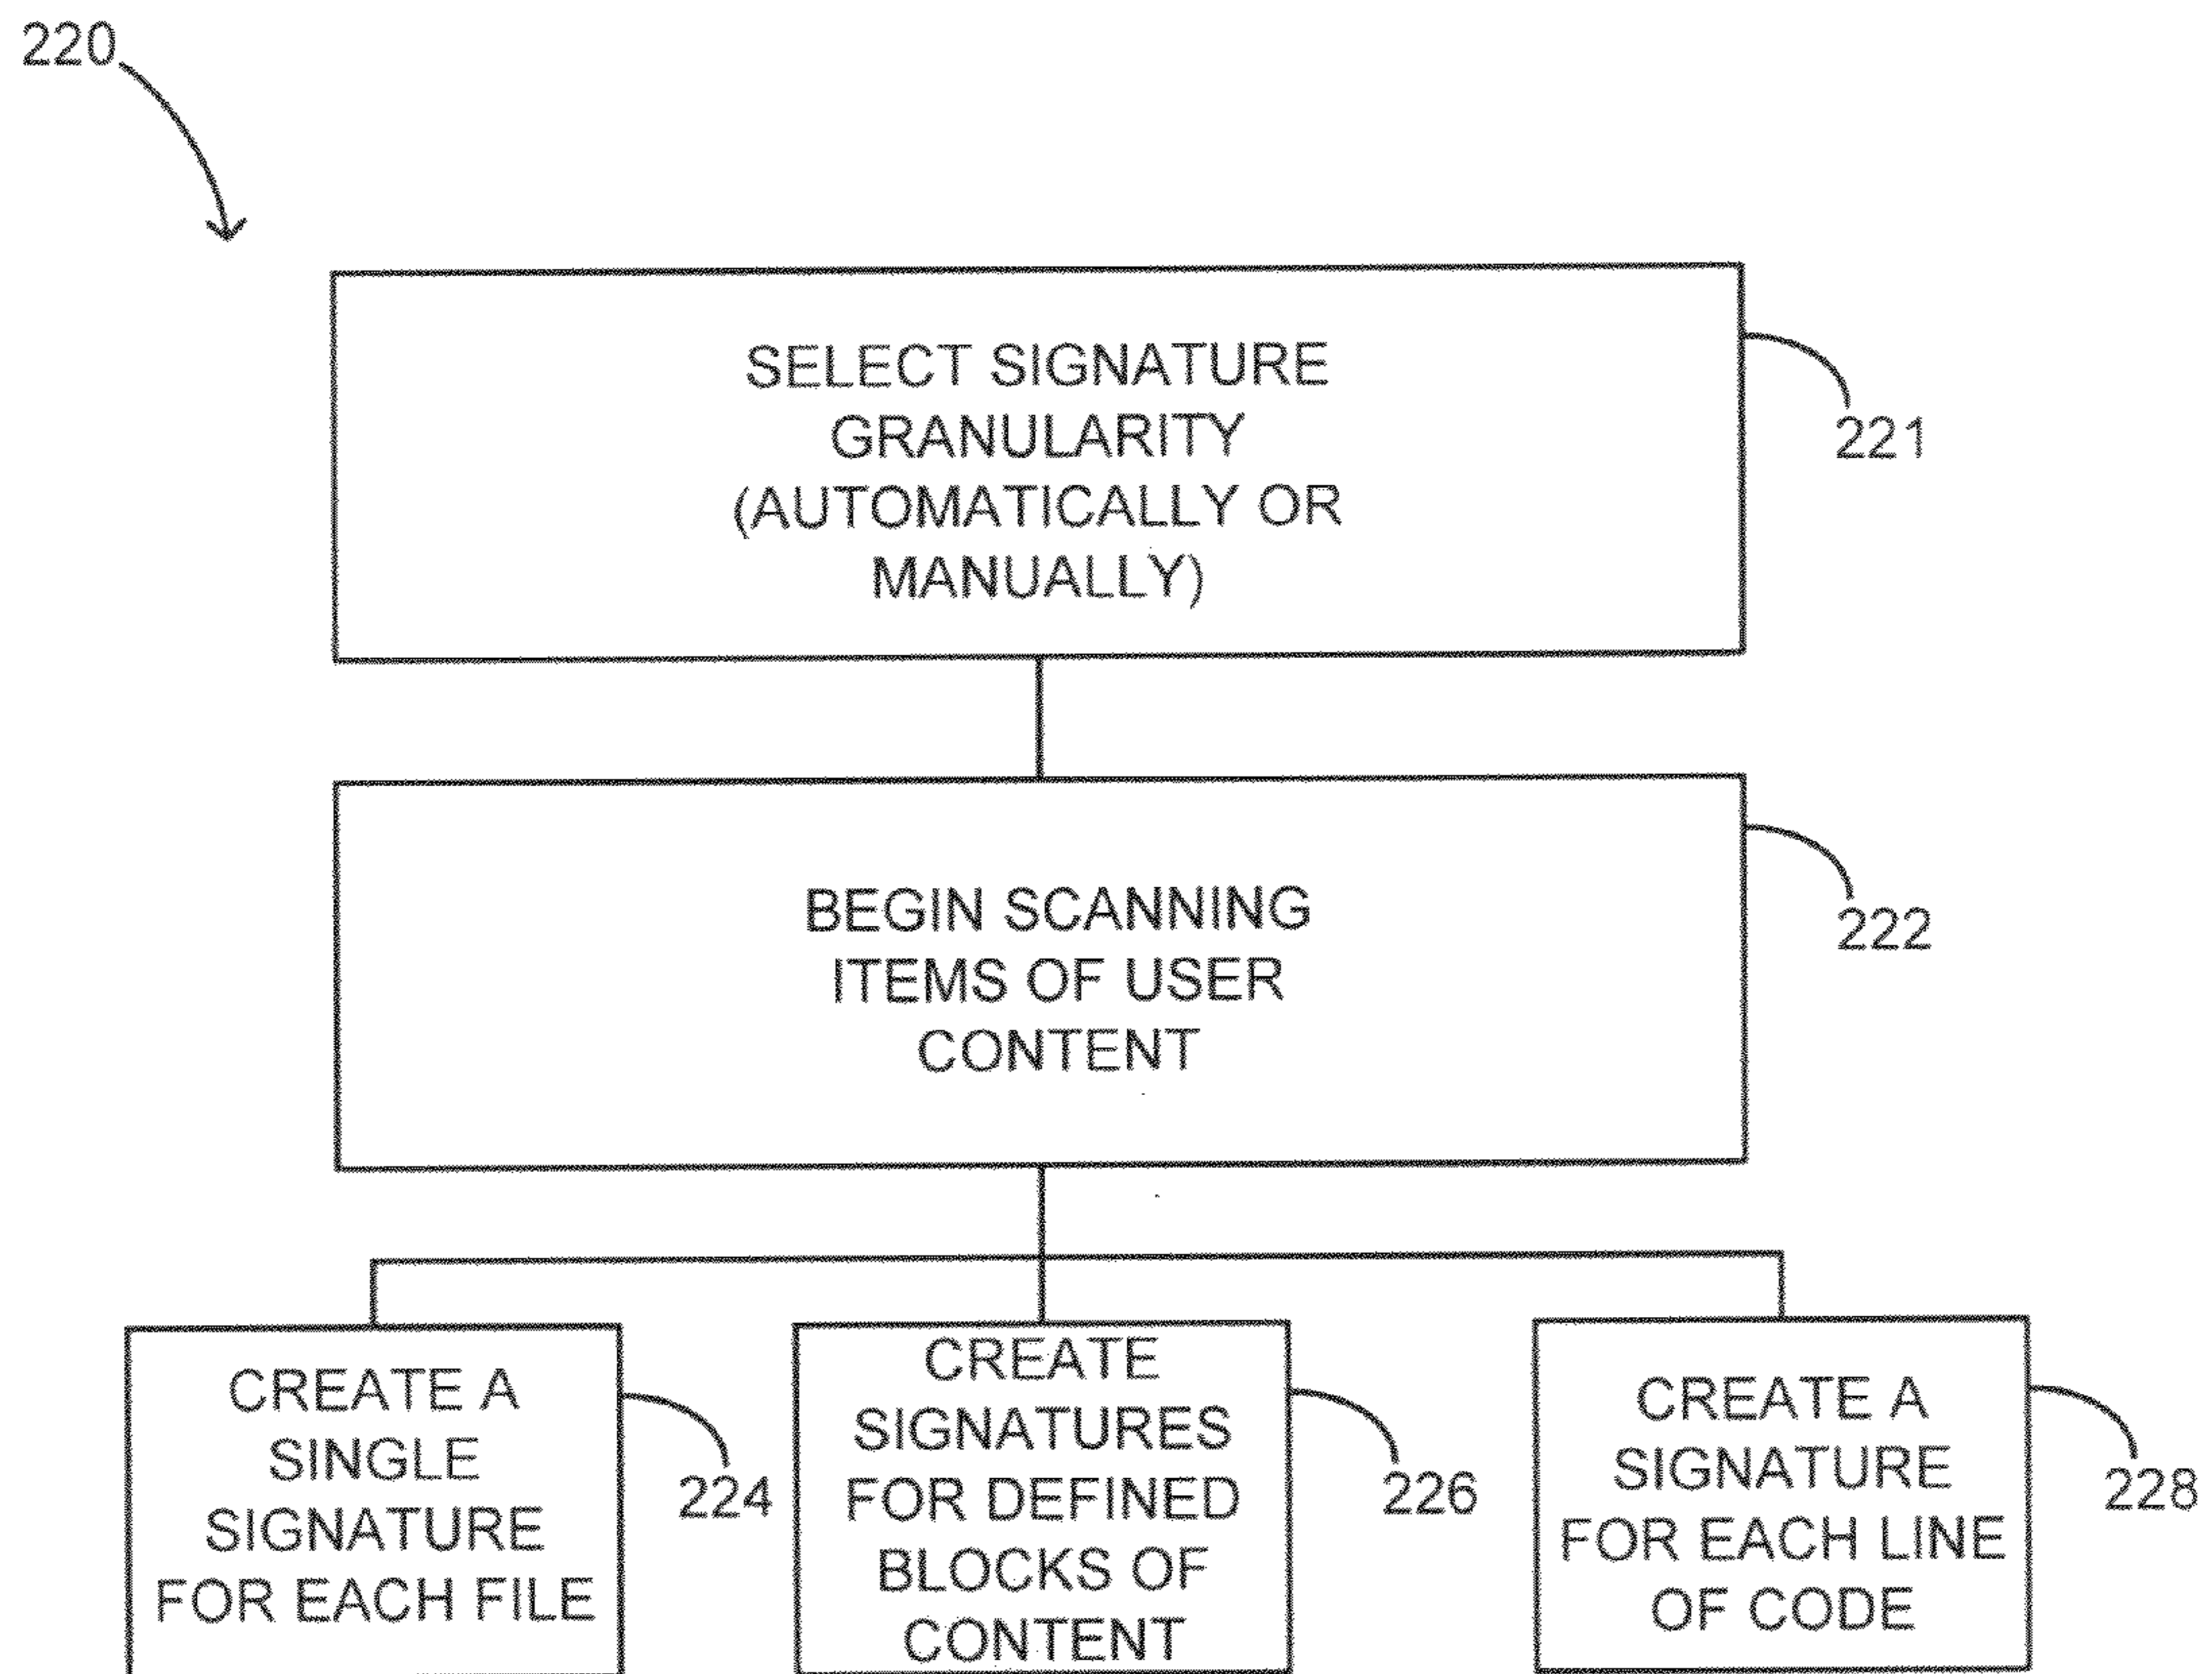 220
SELECT SIGNATURE
GRANULARITY
(AUTOMATICALLY OR
MANUALLY)
221
BEGIN SCANNING
ITEMS OF USER
CONTENT
222
CREATE A
SINGLE
SIGNATURE
FOR EACH FILE
224
CREATE
SIGNATURES
FOR DEFINED
BLOCKS OF
CONTENT
226
CREATE A
SIGNATURE
FOR EACH LINE
OF CODE
228